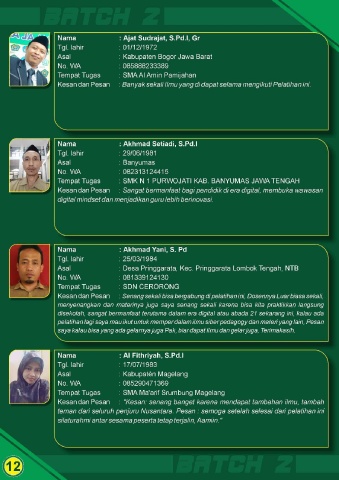 BATCH 2
Nama : Ajat Sudrajat, S.Pd.I, Gr
Tgl. lahir : 01/12/1972
Asal : Kabupaten Bogor Jawa Barat
No. WA : 085888233389
Tempat Tugas : SMA Al Amin Pamijahan
Kesan dan Pesan : Banyak sekali ilmu yang di dapat selama mengikuti Pelatihan ini.
Nama : Akhmad Setiadi, S.Pd.I
Tgl. lahir : 29/06/1981
Asal : Banyumas
No. WA : 082313124415
Tempat Tugas : SMK N 1 PURWOJATI KAB. BANYUMAS JAWA TENGAH
Kesan dan Pesan : Sangat bermanfaat bagi pendidik di era digital, membuka wawasan
digital mindset dan menjadikan guru lebih berinovasi.
Nama : Akhmad Yani, S. Pd
Tgl. lahir : 25/03/1984
Asal : Desa Pringgarata, Kec. Pringgarata Lombok Tengah, NTB
No. WA : 081339124130
Tempat Tugas : SDN CERORONG
Kesan dan Pesan : Senang sekali bisa bergabung di pelatihan ini, Dosennya Luar biasa sekali,
menyenangkan dan materinya juga saya senang sekali karena bisa kita praktikkan langsung
disekolah, sangat bermanfaat terutama dalam era digital atau abada 21 sekarang ini, kalau ada
pelatihan lagi saya mau ikut untuk memperdalam ilmu siber pedagogy dan materi yang lain, Pesan
saya kalau bisa yang ada gelarnya juga Pak, biar dapat ilmu dan gelar juga, Terimakasih.
Nama : Al Fithriyah, S.Pd.I
Tgl. lahir : 17/07/1983
Asal : Kabupatén Magelang
No. WA : 085290471369
Tempat Tugas : SMA Ma'arif Srumbung Magelang
Kesan dan Pesan : "Kesan: seneng banget karena mendapat tambahan ilmu, tambah
teman dari seluruh penjuru Nusantara. Pesan : semoga setelah selesai dari pelatihan ini
silaturahmi antar sesama peserta tetap terjalin, Aamiin."
12
BATCH 2